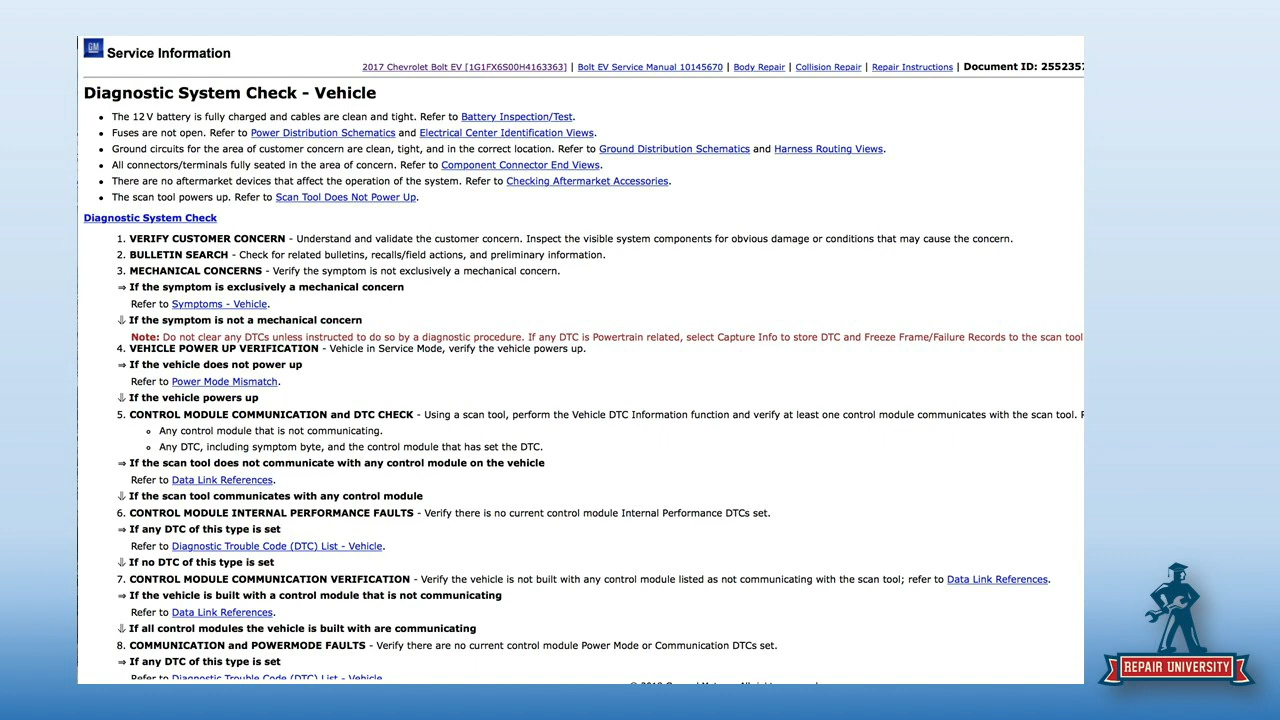 GM Service Information
2017 Chevrolet Bolt EV [1G1FX6S00H4163363] | Bolt EV Service Manual 10145670 | Body Repair | Collision Repair | Repair Instructions | Document ID: 2552357
Diagnostic System Check - Vehicle
• The 12 V battery is fully charged and cables are clean and tight. Refer to Battery Inspection/Test.
• Fuses are not open. Refer to Power Distribution Schematics and Electrical Center Identification Views.
• Ground circuits for the area of customer concern are clean, tight, and in the correct location. Refer to Ground Distribution Schematics and Harness Routing Views.
• All connectors/terminals fully seated in the area of concern. Refer to Component Connector End Views.
• There are no aftermarket devices that affect the operation of the system. Refer to Checking Aftermarket Accessories.
• The scan tool powers up. Refer to Scan Tool Does Not Power Up.
Diagnostic System Check
1. VERIFY CUSTOMER CONCERN - Understand and validate the customer concern. Inspect the visible system components for obvious damage or conditions that may cause the concern.
2. BULLETIN SEARCH - Check for related bulletins, recalls/field actions, and preliminary information.
3. MECHANICAL CONCERNS - Verify the symptom is not exclusively a mechanical concern.
⇒ If the symptom is exclusively a mechanical concern
Refer to Symptoms - Vehicle.
⇓ If the symptom is not a mechanical concern
Note: Do not clear any DTCs unless instructed to do so by a diagnostic procedure. If any DTC is Powertrain related, select Capture Info to store DTC and Freeze Frame/Failure Records to the scan tool
4. VEHICLE POWER UP VERIFICATION - Vehicle in Service Mode, verify the vehicle powers up.
⇒ If the vehicle does not power up
Refer to Power Mode Mismatch.
⇓ If the vehicle powers up
5. CONTROL MODULE COMMUNICATION and DTC CHECK - Using a scan tool, perform the Vehicle DTC Information function and verify at least one control module communicates with the scan tool.
◦ Any control module that is not communicating.
◦ Any DTC, including symptom byte, and the control module that has set the DTC.
⇒ If the scan tool does not communicate with any control module on the vehicle
Refer to Data Link References.
⇓ If the scan tool communicates with any control module
6. CONTROL MODULE INTERNAL PERFORMANCE FAULTS - Verify there is no current control module Internal Performance DTCs set.
⇒ If any DTC of this type is set
Refer to Diagnostic Trouble Code (DTC) List - Vehicle.
⇓ If no DTC of this type is set
7. CONTROL MODULE COMMUNICATION VERIFICATION - Verify the vehicle is not built with any control module listed as not communicating with the scan tool; refer to Data Link References.
⇒ If the vehicle is built with a control module that is not communicating
Refer to Data Link References.
⇓ If all control modules the vehicle is built with are communicating
8. COMMUNICATION and POWERMODE FAULTS - Verify there are no current control module Power Mode or Communication DTCs set.
⇒ If any DTC of this type is set
Refer to Diagnostic Trouble Code (DTC) List - Vehicle
REPAIR UNIVERSITY